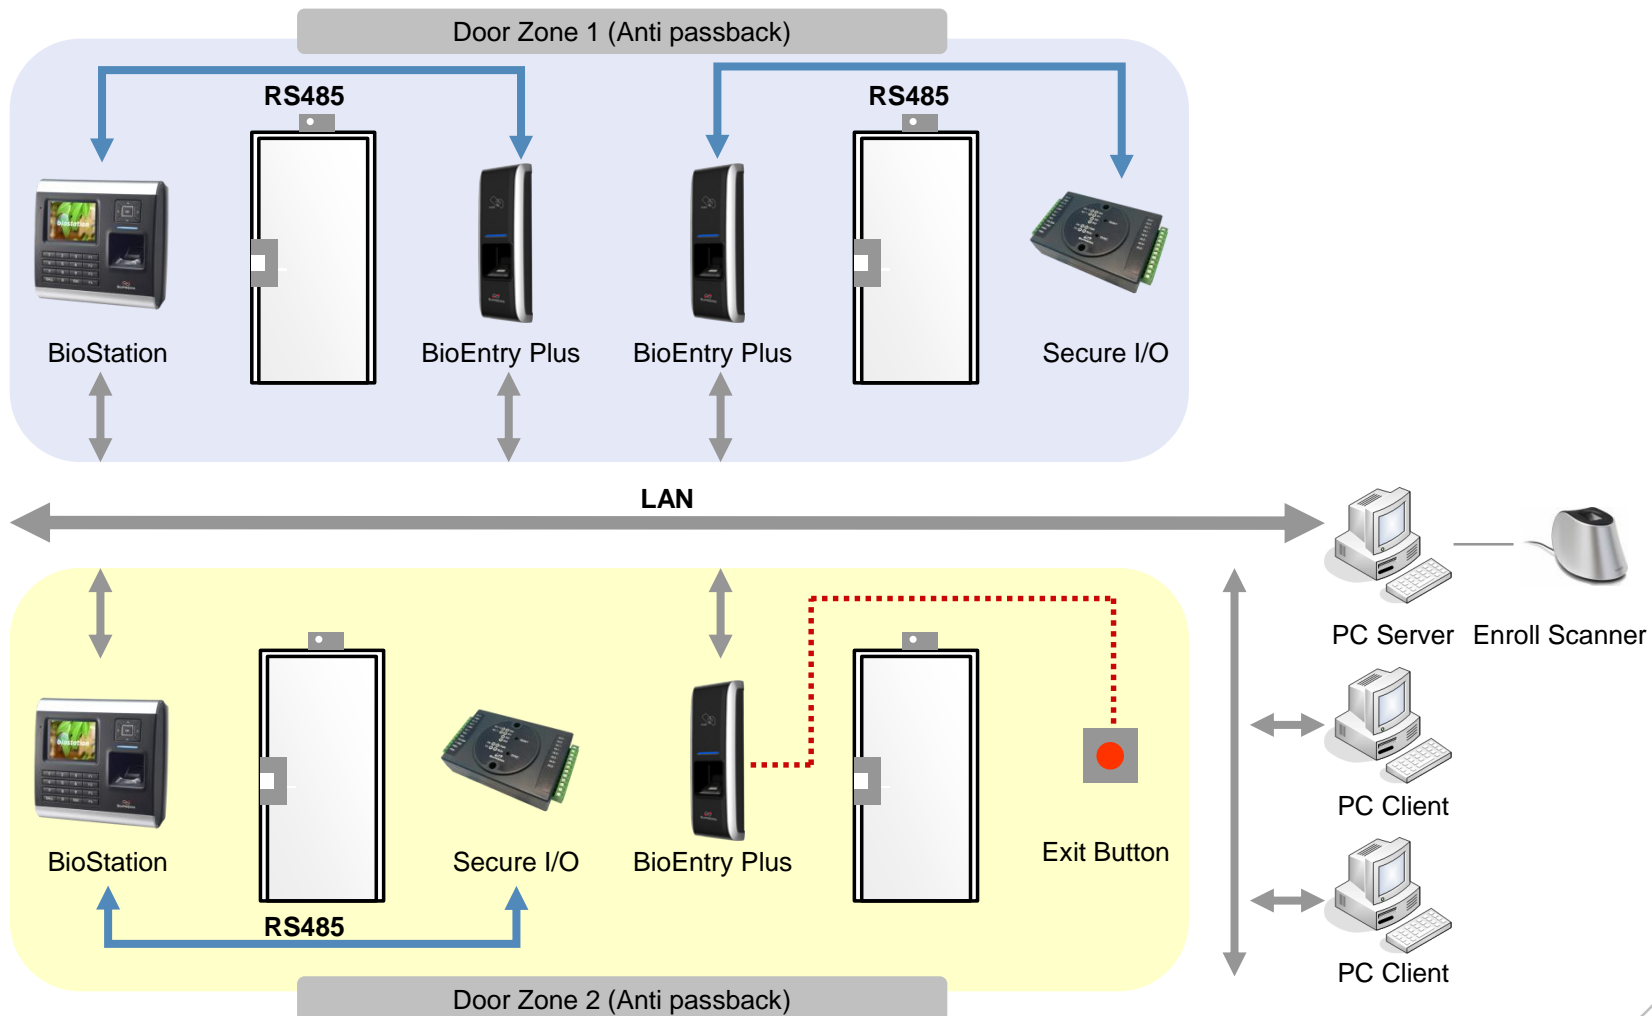 Door Zone 1 (Anti passback)
RS485
RS485
BioStation
BioEntry Plus
BioEntry Plus
Secure I/O
LAN
PC Server
Enroll Scanner
PC Client
BioStation
Secure I/O
BioEntry Plus
Exit Button
RS485
PC Client
Door Zone 2 (Anti passback)